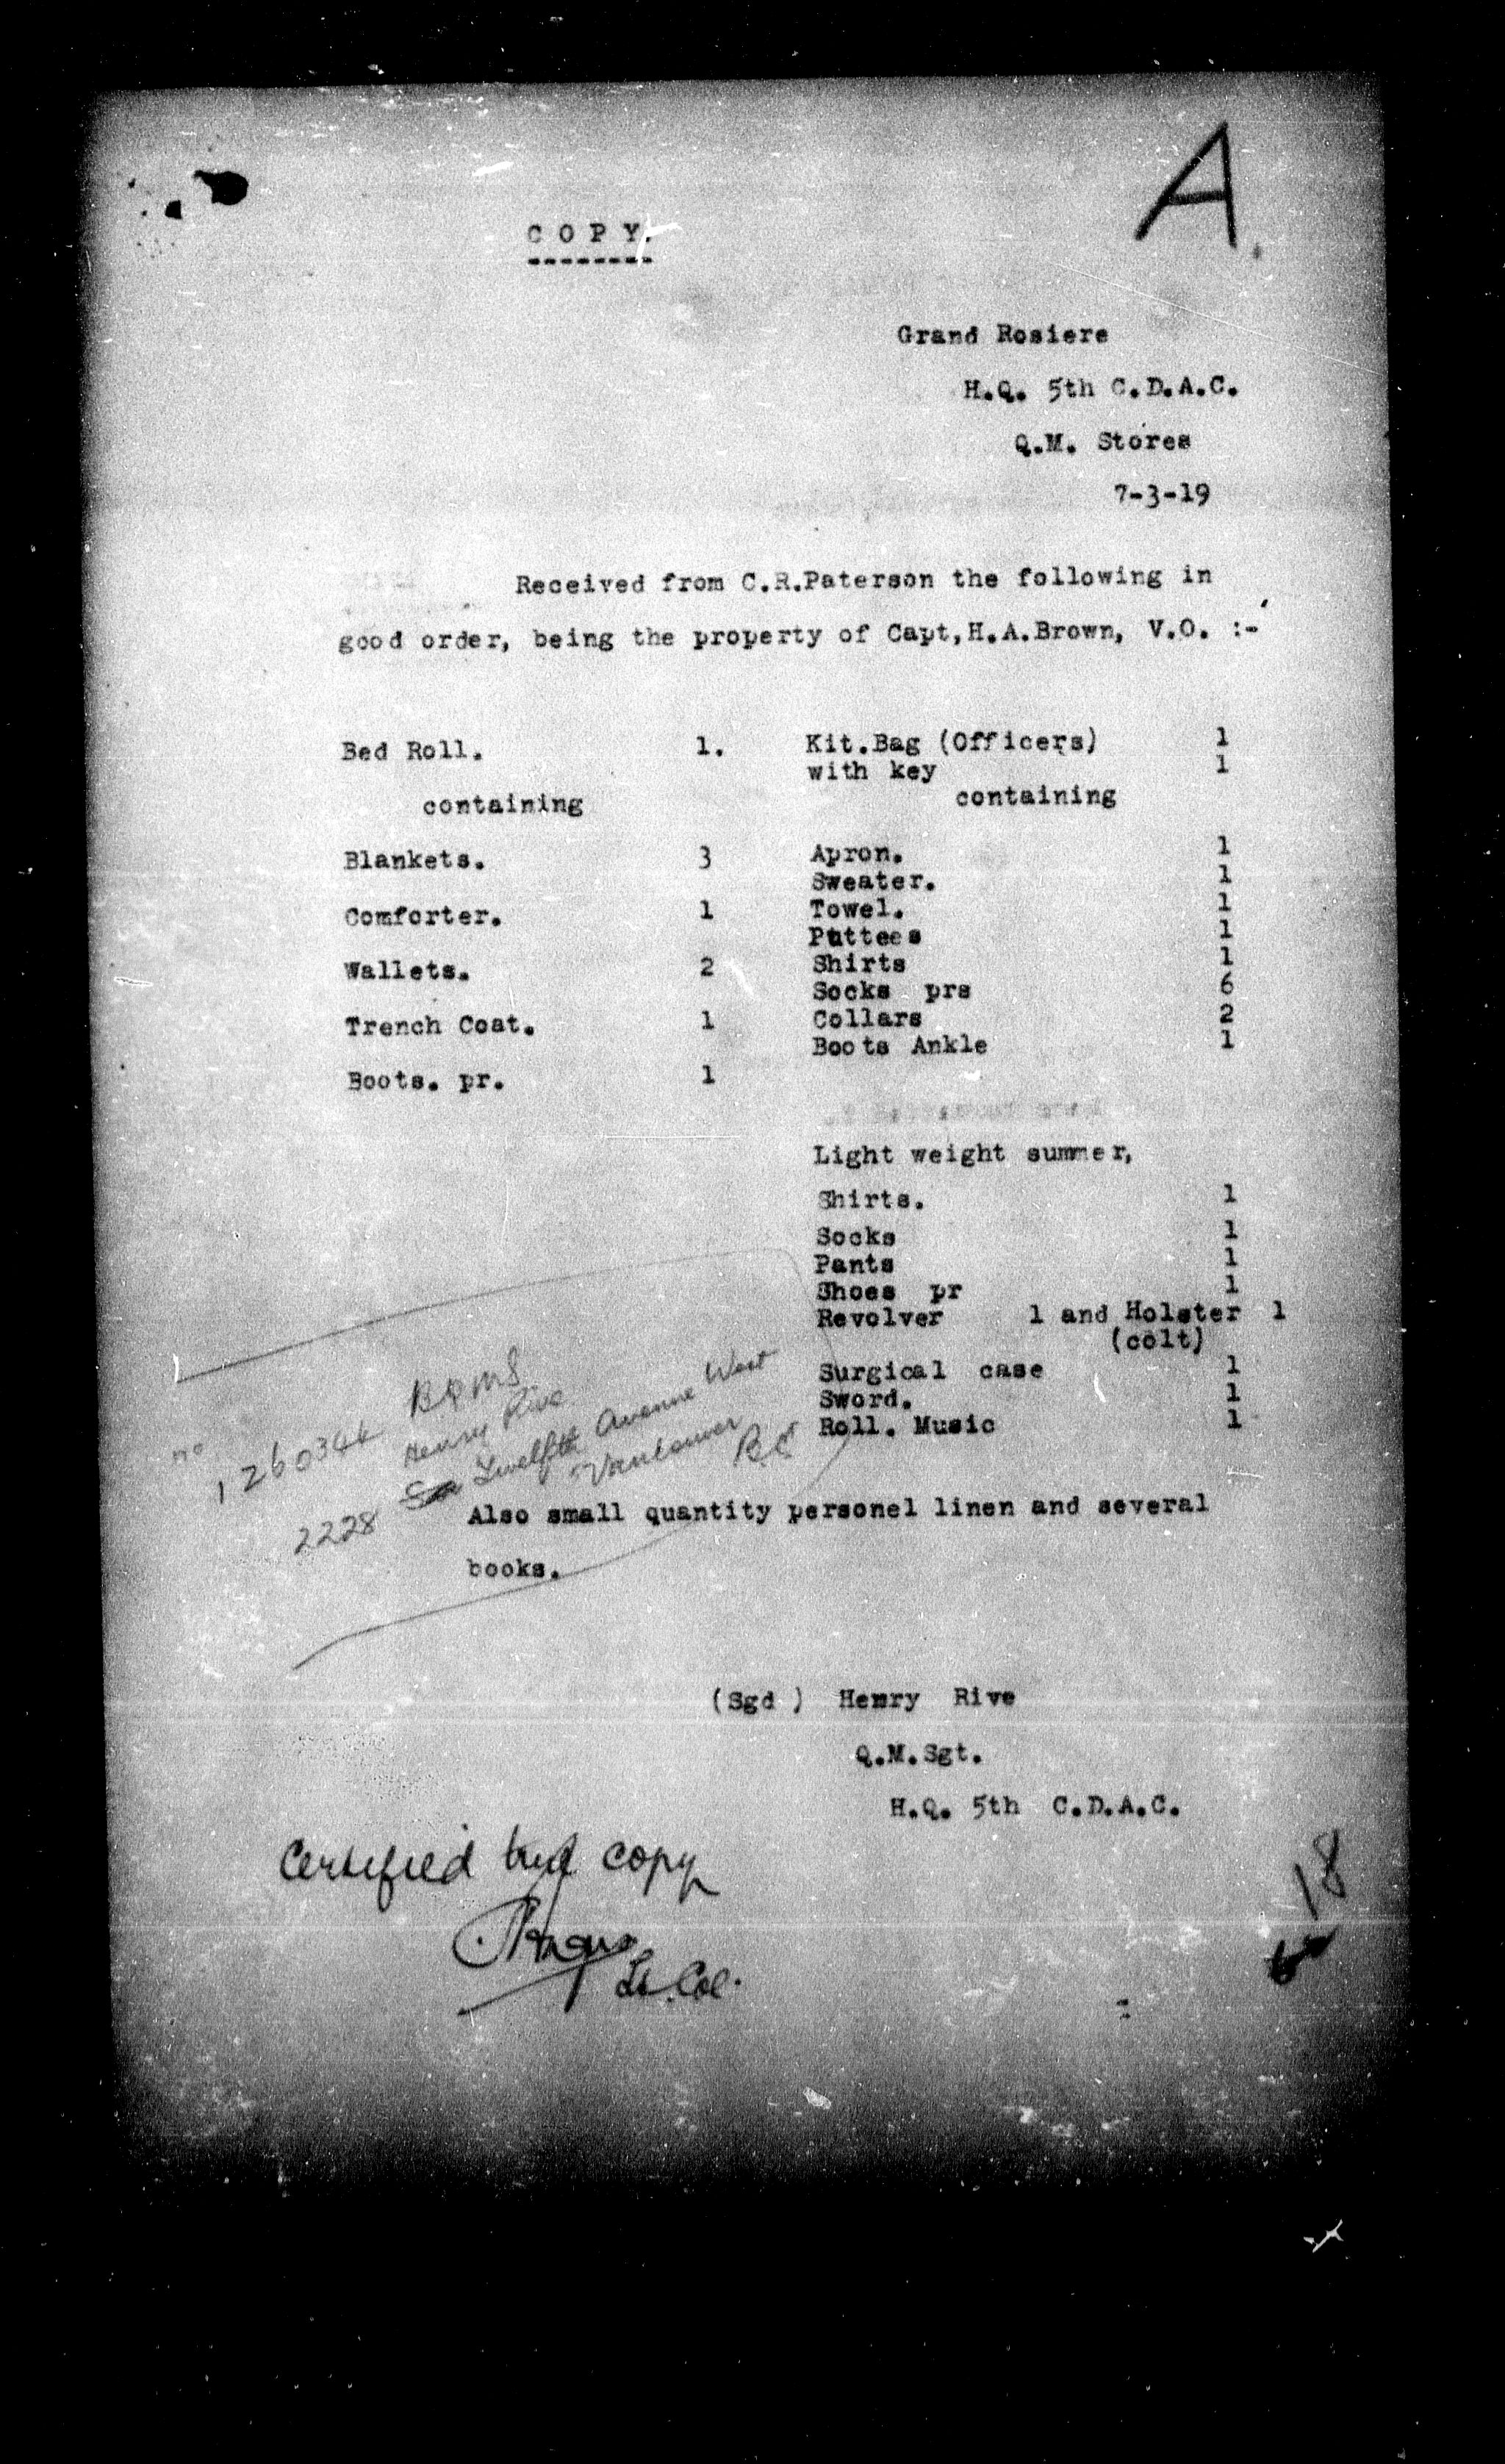 A.
COPY.
Grand Rosiere
H.Q. 5th C.D.A.C.
Q.M. Stores
7-3-19
Received from C.R.Paterson the following in
good order, being the property of Capt,H.A.Brown, V.O. :-
Bed Roll. 1.
containing
Blankets. 3
Comforter. 1
Wallets. 2
Trench Coat. 1
Boots. pr. 1
Kit.Bag (Officers) 1
with key 1
containing
Apron. 1
Sweater. 1
Towel. 1
Puttees 1
Shirts 1
Socks prs 6
Collars 2
Boots Ankle 1
Light weight summer,
Shirts. 1
Socks 1
Pants 1
Shoes pr 1
Revolver 1 and Holster 1
(colt)
Surgical case 1
Sword. 1
Roll. Music 1
no 1260344 BQMS
Henry Rive
2228 Twelfth Avenue West
Vancouver
B.C.
Also small quantity personel linen and several
books.
(Sgd ) Henry Rive
Q.M.Sgt.
H.Q. 5th C.D.A.C.
Certified true copy
Lt. Col.
18